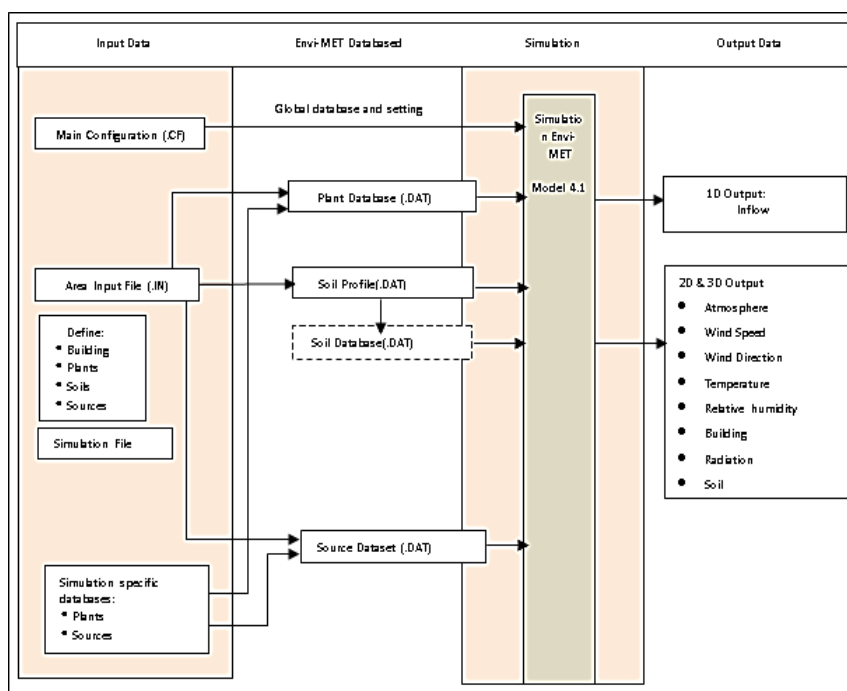 Input Data
Envi-MET Databased
Simulation
Output Data
Global database and setting
Main Configuration (.CF)
Simulatio
n Envi-
MET
Model 4.1
Plant Database (.DAT)
1D Output:
Inflow
Area Input File (.IN)
Soil Profile(.DAT)
Soil Database(.DAT)
Define:
• Building
• Plants
• Soils
• Sources
Simulation File
2D & 3D Output
• Atmosphere
• Wind Speed
• Wind Direction
• Temperature
• Relative humidity
• Building
• Radiation
• Soil
Source Dataset (.DAT)
Simulation specific
databases:
• Plants
• Sources